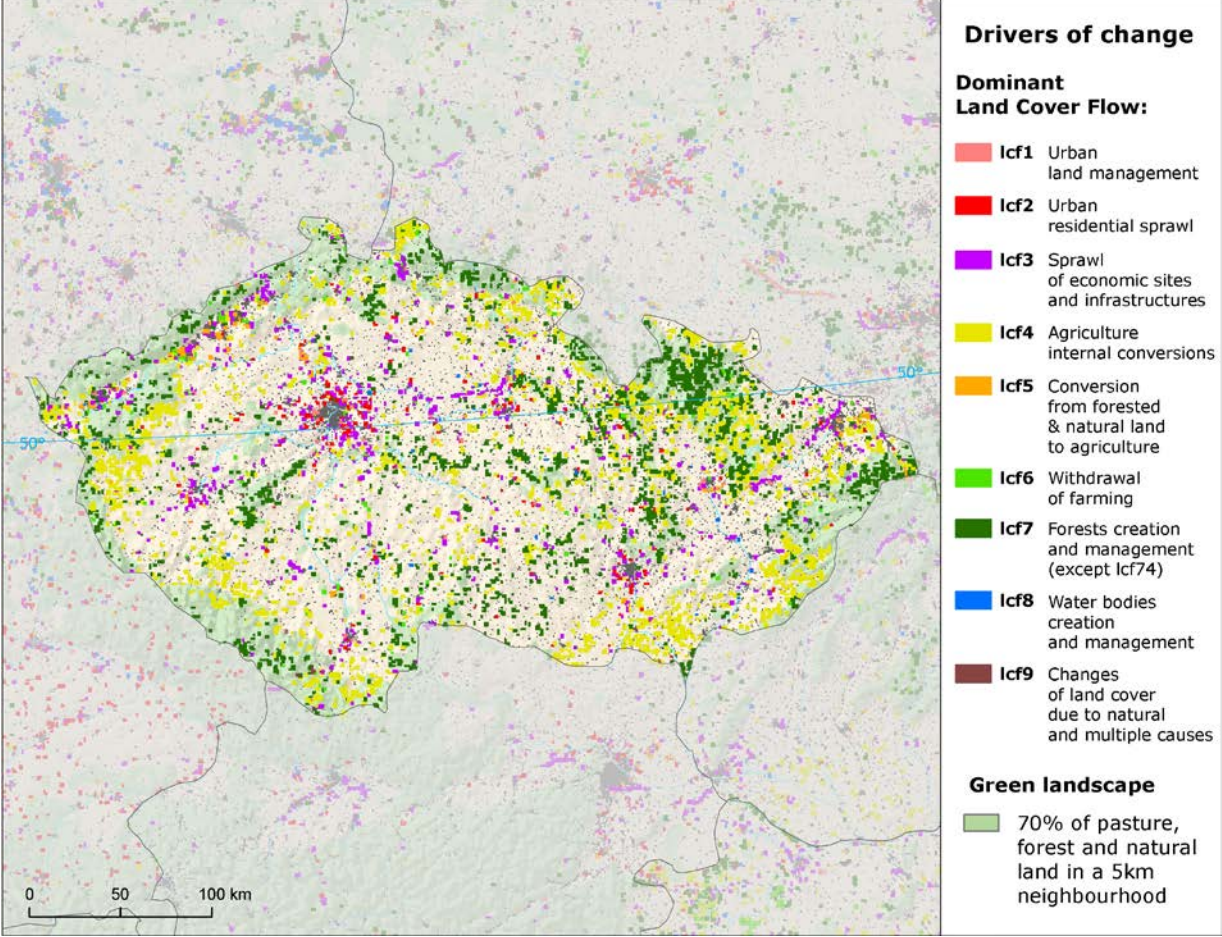 Drivers of change
Dominant
Land Cover Flow:
lcf1 Urban
land management
lcf2 Urban
residential sprawl
lcf3 Sprawl
of economic sites
and infrastructures
lcf4 Agriculture
internal conversions
lcf5 Conversion
from forested
& natural land
to agriculture
lcf6 Withdrawal
of farming
lcf7 Forests creation
and management
(except lcf74)
lcf8 Water bodies
creation
and management
lcf9 Changes
of land cover
due to natural
and multiple causes
Green landscape
70% of pasture,
forest and natural
land in a 5km
neighbourhood
50°
50°
0 50 100 km